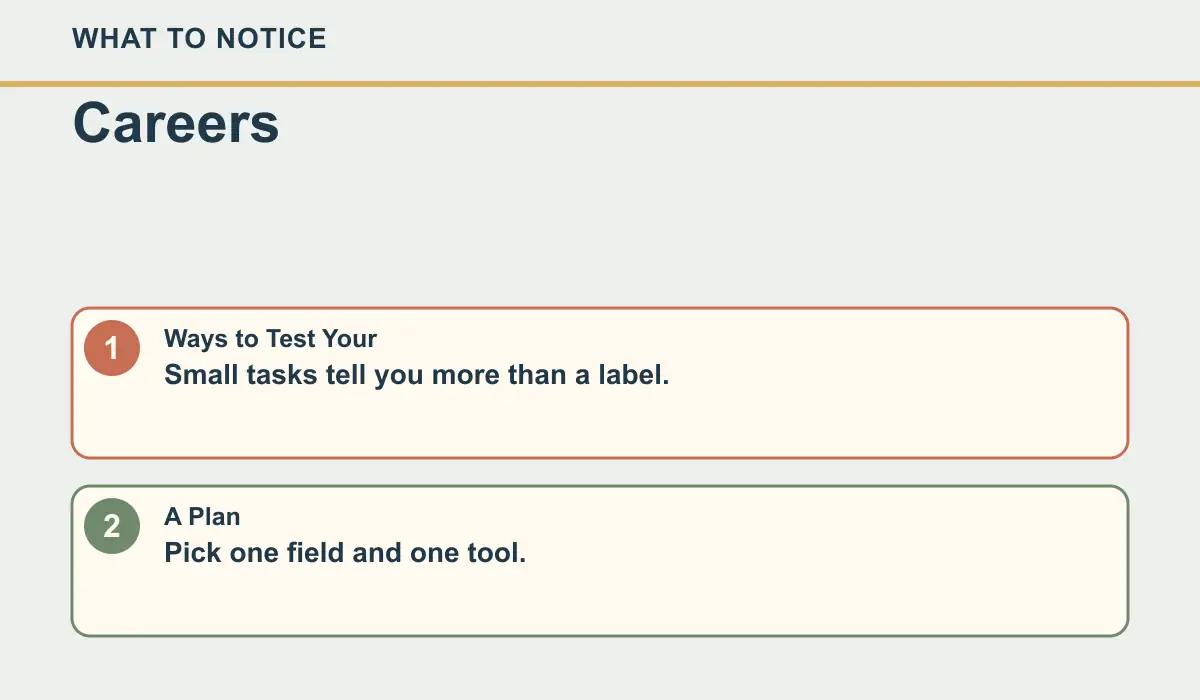 WHAT TO NOTICE
Careers
1
Ways to Test Your
Small tasks tell you more than a label.
2
A Plan
Pick one field and one tool.